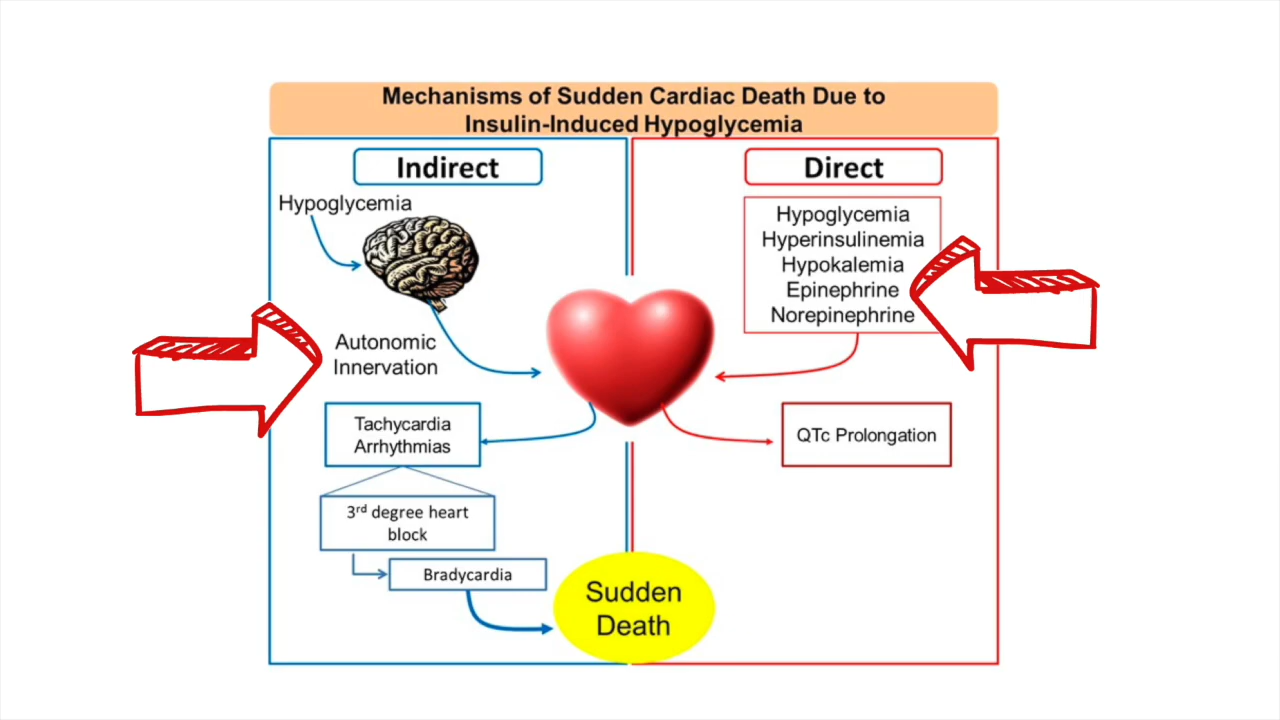 Mechanisms of Sudden Cardiac Death Due to
Insulin-Induced Hypoglycemia
Indirect
Hypoglycemia
Autonomic
Innervation
Tachycardia
Arrhythmias
3rd degree heart
block
Bradycardia
Direct
Hypoglycemia
Hyperinsulinemia
Hypokalemia
Epinephrine
Norepinephrine
QTc Prolongation
Sudden
Death